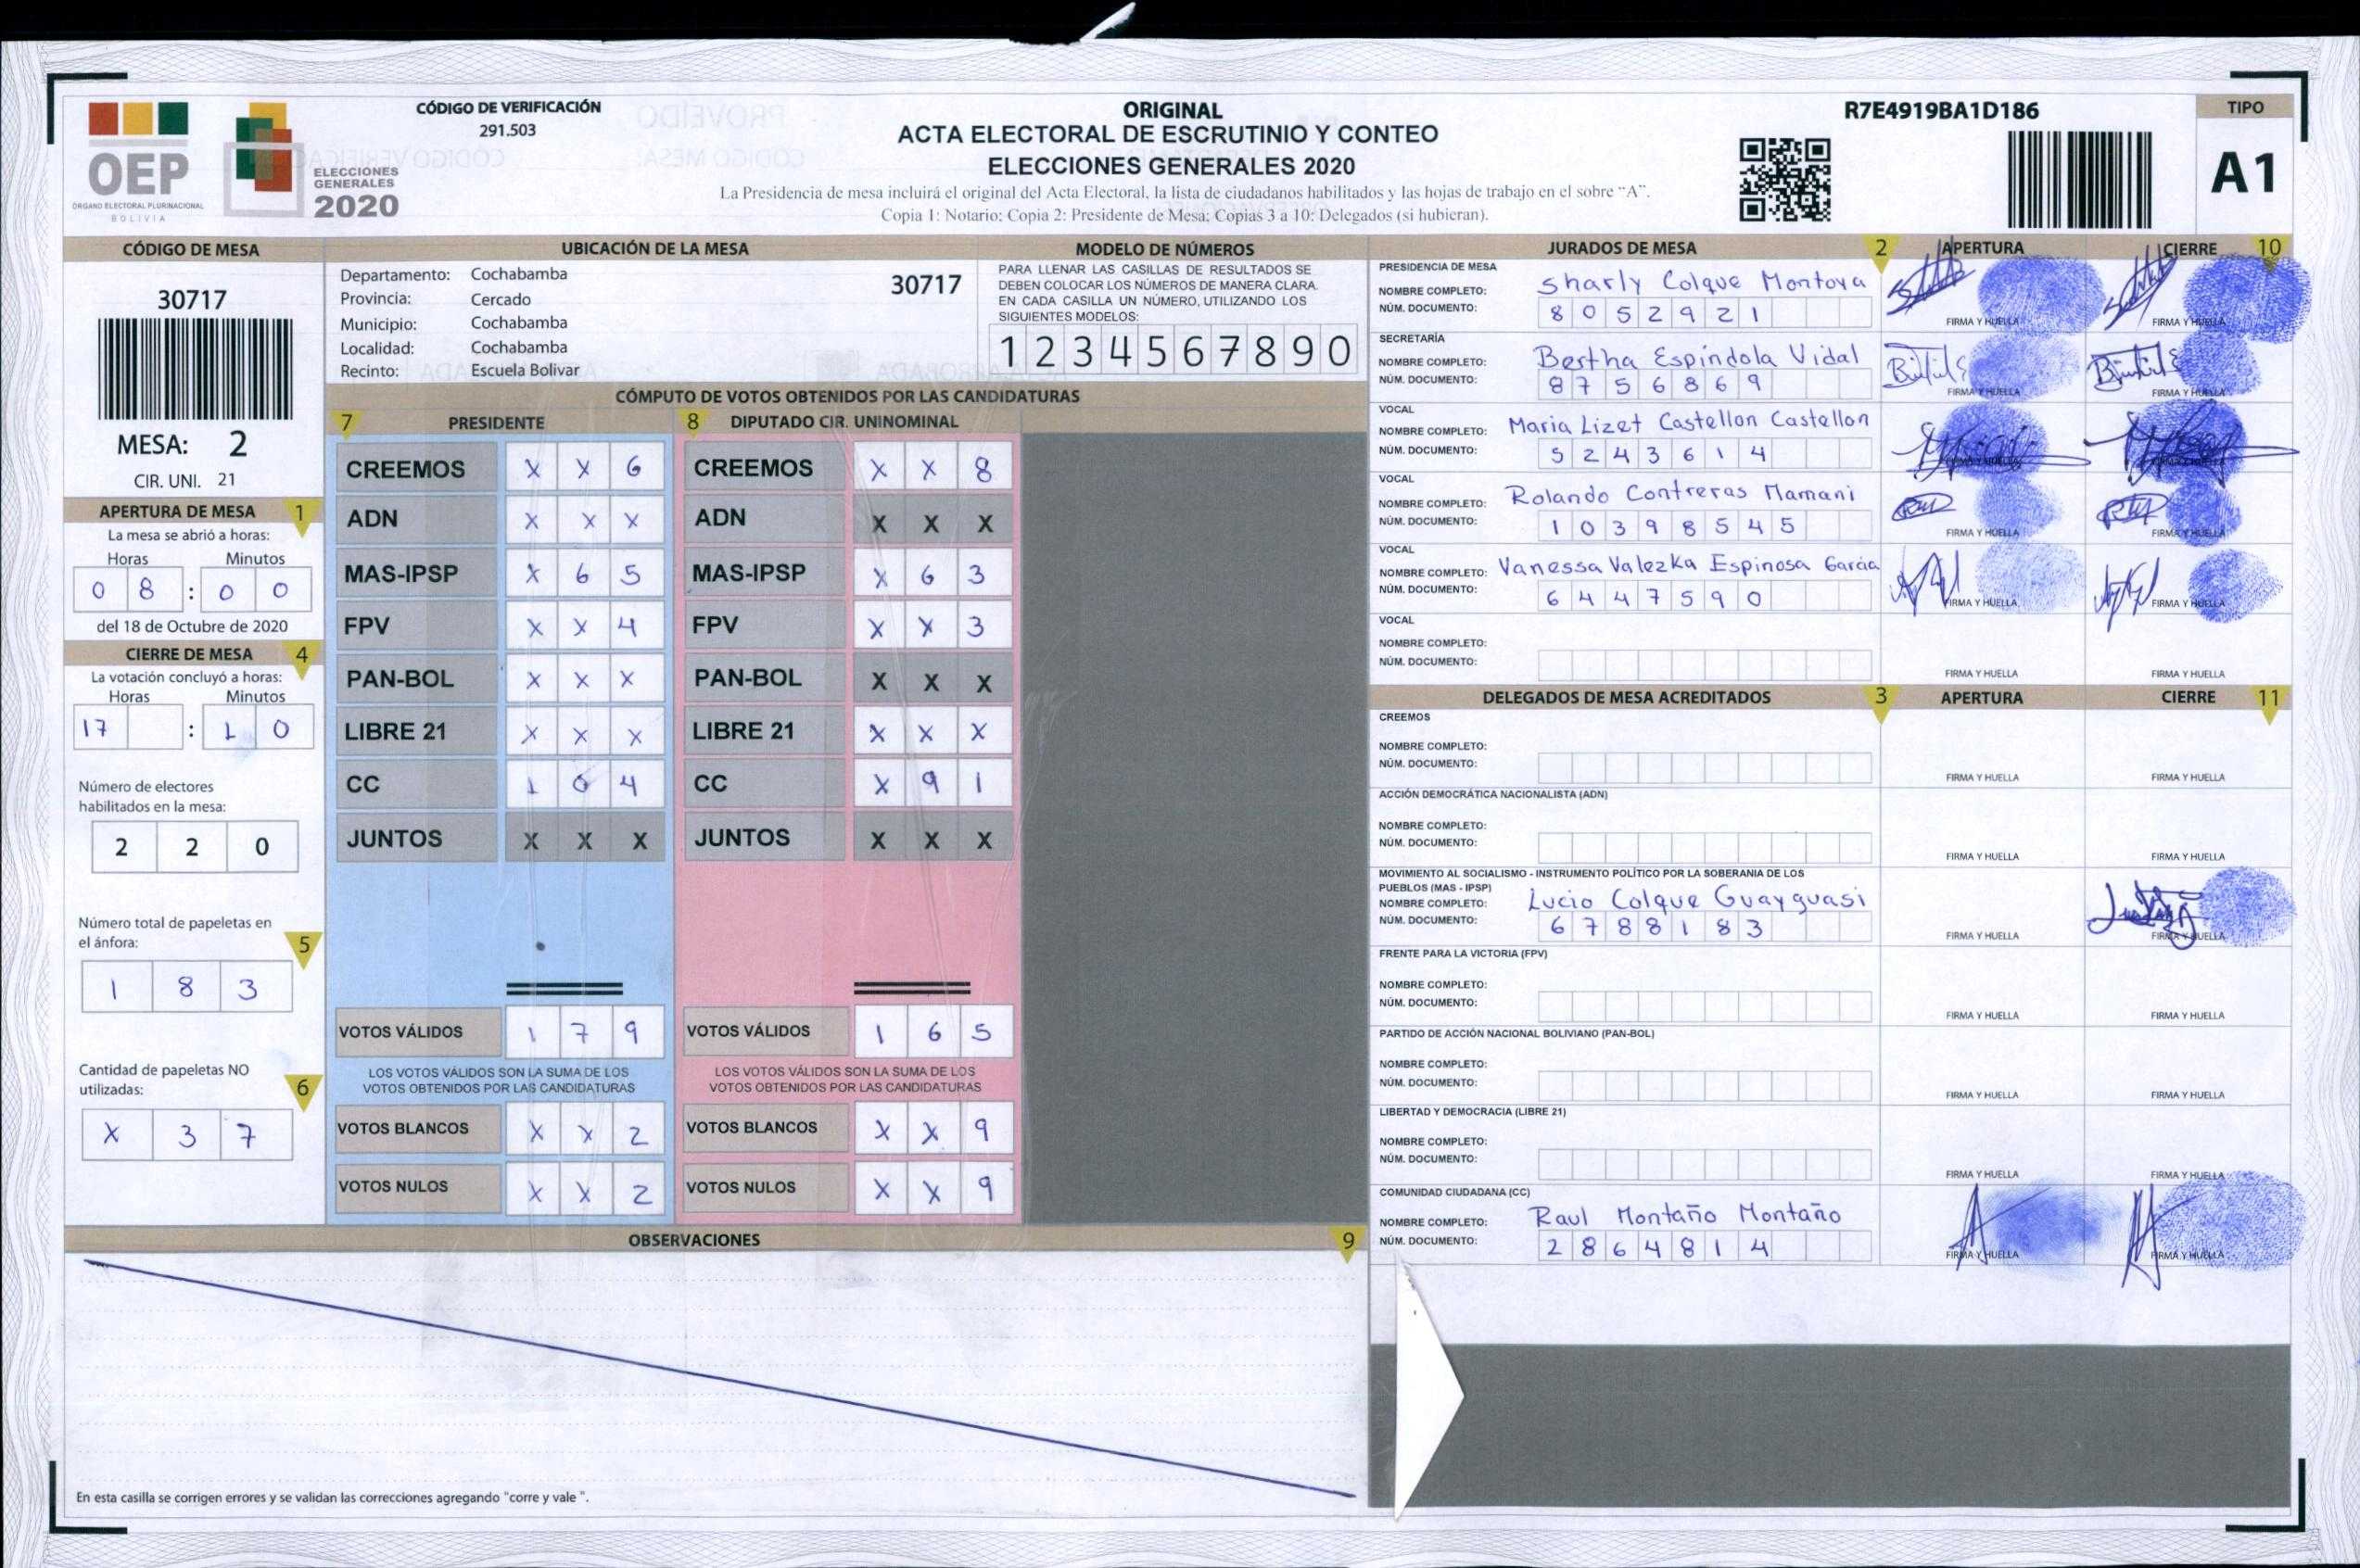 CÓDIGO DE VERIFICACIÓN
291.503
OEP
ÓRGANO ELECTORAL PLURINACIONAL
BOLIVIA
ELECCIONES
GENERALES
2020
ORIGINAL
ACTA ELECTORAL DE ESCRUTINIO Y CONTEO
ELECCIONES GENERALES 2020
La Presidencia de mesa incluirá el original del Acta Electoral, la lista de ciudadanos habilitados y las hojas de trabajo en el sobre “A”.
Copia 1: Notario; Copia 2: Presidente de Mesa; Copias 3 a 10: Delegados (si hubieran).
R7E4919BA1D186
TIPO
A1
CÓDIGO DE MESA
30717
MESA: 2
CIR. UNI. 21
APERTURA DE MESA 1
La mesa se abrió a horas:
Horas Minutos
0 8 : 0 0
del 18 de Octubre de 2020
CIERRE DE MESA 4
La votación concluyó a horas:
Horas Minutos
17 : 1 0
Número de electores
habilitados en la mesa:
2 2 0
Número total de papeletas en
el ánfora: 5
1 8 3
Cantidad de papeletas NO
utilizadas: 6
X 3 7
UBICACIÓN DE LA MESA
Departamento: Cochabamba 30717
Provincia: Cercado
Municipio: Cochabamba
Localidad: Cochabamba
Recinto: Escuela Bolivar
MODELO DE NÚMEROS
PARA LLENAR LAS CASILLAS DE RESULTADOS SE
DEBEN COLOCAR LOS NÚMEROS DE MANERA CLARA.
EN CADA CASILLA UN NÚMERO, UTILIZANDO LOS
SIGUIENTES MODELOS:
1 2 3 4 5 6 7 8 9 0
CÓMPUTO DE VOTOS OBTENIDOS POR LAS CANDIDATURAS
7 PRESIDENTE
CREEMOS X X 6
ADN X X X
MAS-IPSP X 6 5
FPV X X 4
PAN-BOL X X X
LIBRE 21 X X X
CC 1 0 4
JUNTOS X X X
VOTOS VÁLIDOS 1 7 9
LOS VOTOS VÁLIDOS SON LA SUMA DE LOS
VOTOS OBTENIDOS POR LAS CANDIDATURAS
VOTOS BLANCOS X X 2
VOTOS NULOS X X 2
8 DIPUTADO CIR. UNINOMINAL
CREEMOS X X 8
ADN X X X
MAS-IPSP X 6 3
FPV X X 3
PAN-BOL X X X
LIBRE 21 X X X
CC X 9 1
JUNTOS X X X
VOTOS VÁLIDOS 1 6 5
LOS VOTOS VÁLIDOS SON LA SUMA DE LOS
VOTOS OBTENIDOS POR LAS CANDIDATURAS
VOTOS BLANCOS X X 9
VOTOS NULOS X X 9
OBSERVACIONES 9
En esta casilla se corrigen errores y se validan las correcciones agregando "corre y vale ".
JURADOS DE MESA 2 APERTURA CIERRE 10
PRESIDENCIA DE MESA
NOMBRE COMPLETO: Sharly Colque Montoya
NÚM. DOCUMENTO: 8 0 5 2 9 2 1
FIRMA Y HUELLA FIRMA Y HUELLA
SECRETARÍA
NOMBRE COMPLETO: Bertha Espindola Vidal
NÚM. DOCUMENTO: 8 7 5 6 8 6 9
FIRMA Y HUELLA FIRMA Y HUELLA
VOCAL
NOMBRE COMPLETO: Maria Lizet Castellon Castellon
NÚM. DOCUMENTO: 5 2 4 3 6 1 4
FIRMA Y HUELLA FIRMA Y HUELLA
VOCAL
NOMBRE COMPLETO: Rolando Contreras Mamani
NÚM. DOCUMENTO: 1 0 3 9 8 5 4 5
FIRMA Y HUELLA FIRMA Y HUELLA
VOCAL
NOMBRE COMPLETO: Vanessa Valezka Espinosa Garcia
NÚM. DOCUMENTO: 6 4 4 7 5 9 0
FIRMA Y HUELLA FIRMA Y HUELLA
VOCAL
NOMBRE COMPLETO:
NÚM. DOCUMENTO:
FIRMA Y HUELLA FIRMA Y HUELLA
DELEGADOS DE MESA ACREDITADOS 3 APERTURA CIERRE 11
CREEMOS
NOMBRE COMPLETO:
NÚM. DOCUMENTO:
FIRMA Y HUELLA FIRMA Y HUELLA
ACCIÓN DEMOCRÁTICA NACIONALISTA (ADN)
NOMBRE COMPLETO:
NÚM. DOCUMENTO:
FIRMA Y HUELLA FIRMA Y HUELLA
MOVIMIENTO AL SOCIALISMO - INSTRUMENTO POLÍTICO POR LA SOBERANIA DE LOS
PUEBLOS (MAS - IPSP)
NOMBRE COMPLETO: Lucio Colque Guayguasi
NÚM. DOCUMENTO: 6 7 8 8 1 8 3
FIRMA Y HUELLA FIRMA Y HUELLA
FRENTE PARA LA VICTORIA (FPV)
NOMBRE COMPLETO:
NÚM. DOCUMENTO:
FIRMA Y HUELLA FIRMA Y HUELLA
PARTIDO DE ACCIÓN NACIONAL BOLIVIANO (PAN-BOL)
NOMBRE COMPLETO:
NÚM. DOCUMENTO:
FIRMA Y HUELLA FIRMA Y HUELLA
LIBERTAD Y DEMOCRACIA (LIBRE 21)
NOMBRE COMPLETO:
NÚM. DOCUMENTO:
FIRMA Y HUELLA FIRMA Y HUELLA
COMUNIDAD CIUDADANA (CC)
NOMBRE COMPLETO: Raul Montaño Montaño
NÚM. DOCUMENTO: 2 8 6 4 8 1 4
FIRMA Y HUELLA FIRMA Y HUELLA